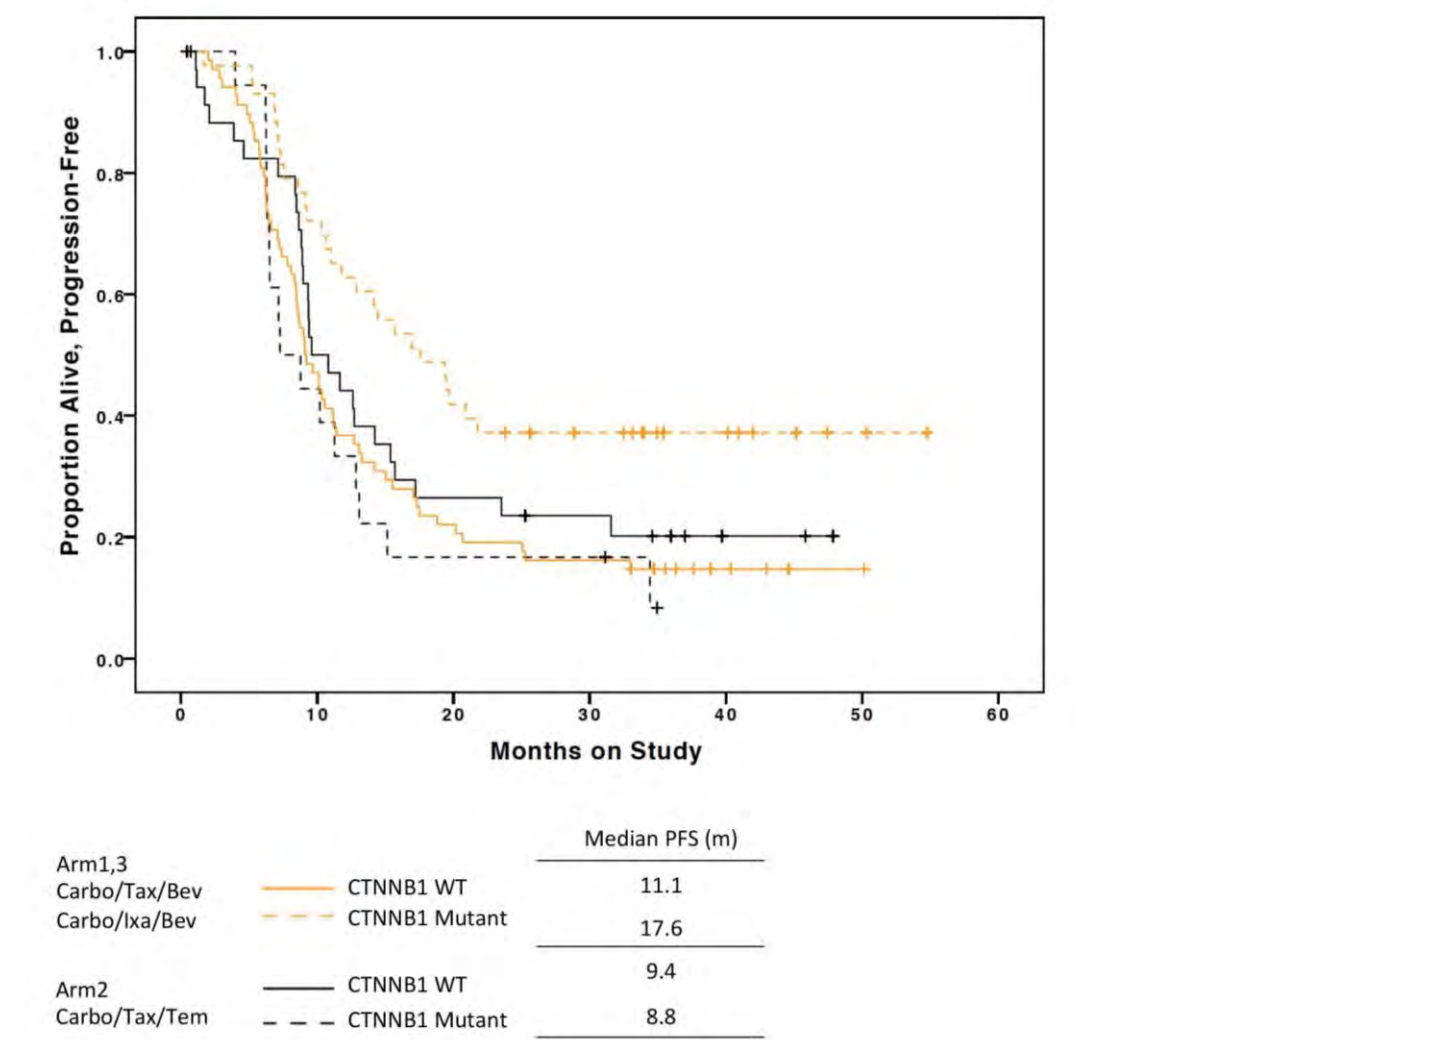 Proportion Alive, Progression-Free
1.0
0.8
0.6
0.4
0.2
0.0
0 10 20 30 40 50 60
Months on Study
Median PFS (m)
Arm1,3
Carbo/Tax/Bev
Carbo/Ixa/Bev
CTNNB1 WT 11.1
CTNNB1 Mutant 17.6
Arm2
Carbo/Tax/Tem
CTNNB1 WT 9.4
CTNNB1 Mutant 8.8